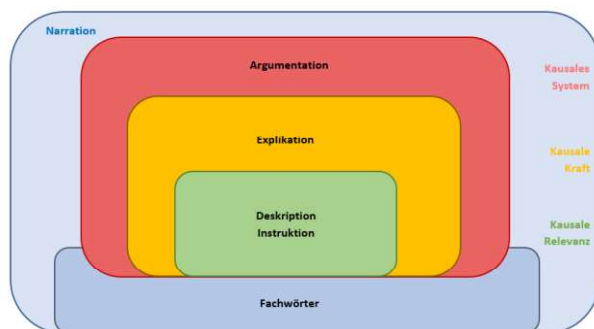 Narration
Argumentation
Kausales
System
Explikation
Kausale
Kraft
Deskription
Instruktion
Kausale
Relevanz
Fachwörter